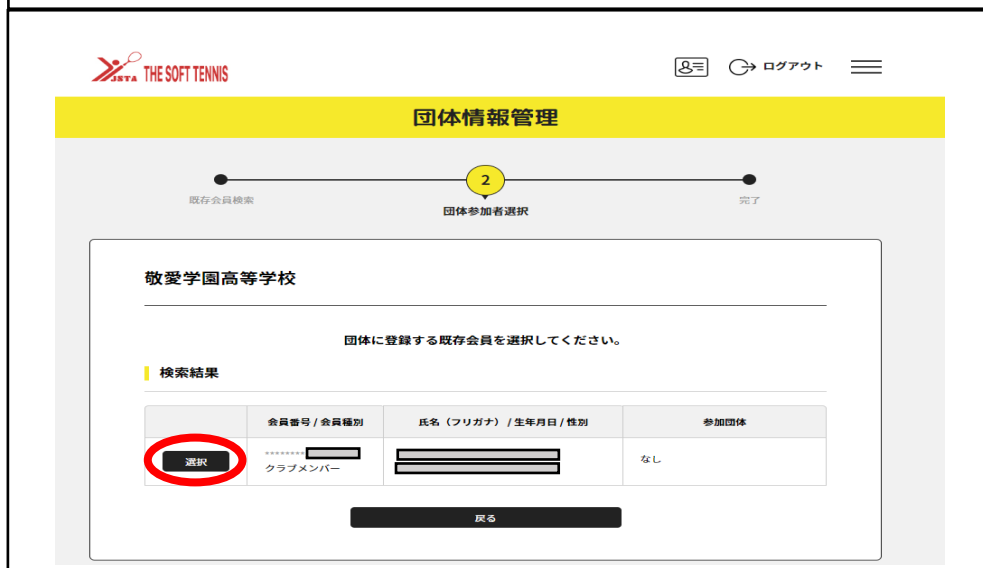 JSTA THE SOFT TENNIS
ログアウト
団体情報管理
2
既存会員検索
団体参加者選択
完了
敬愛学園高等学校
団体に登録する既存会員を選択してください。
検索結果
会員番号 / 会員種別 氏名（フリガナ） / 生年月日 / 性別 参加団体
選択 ******** なし
クラブメンバー
戻る